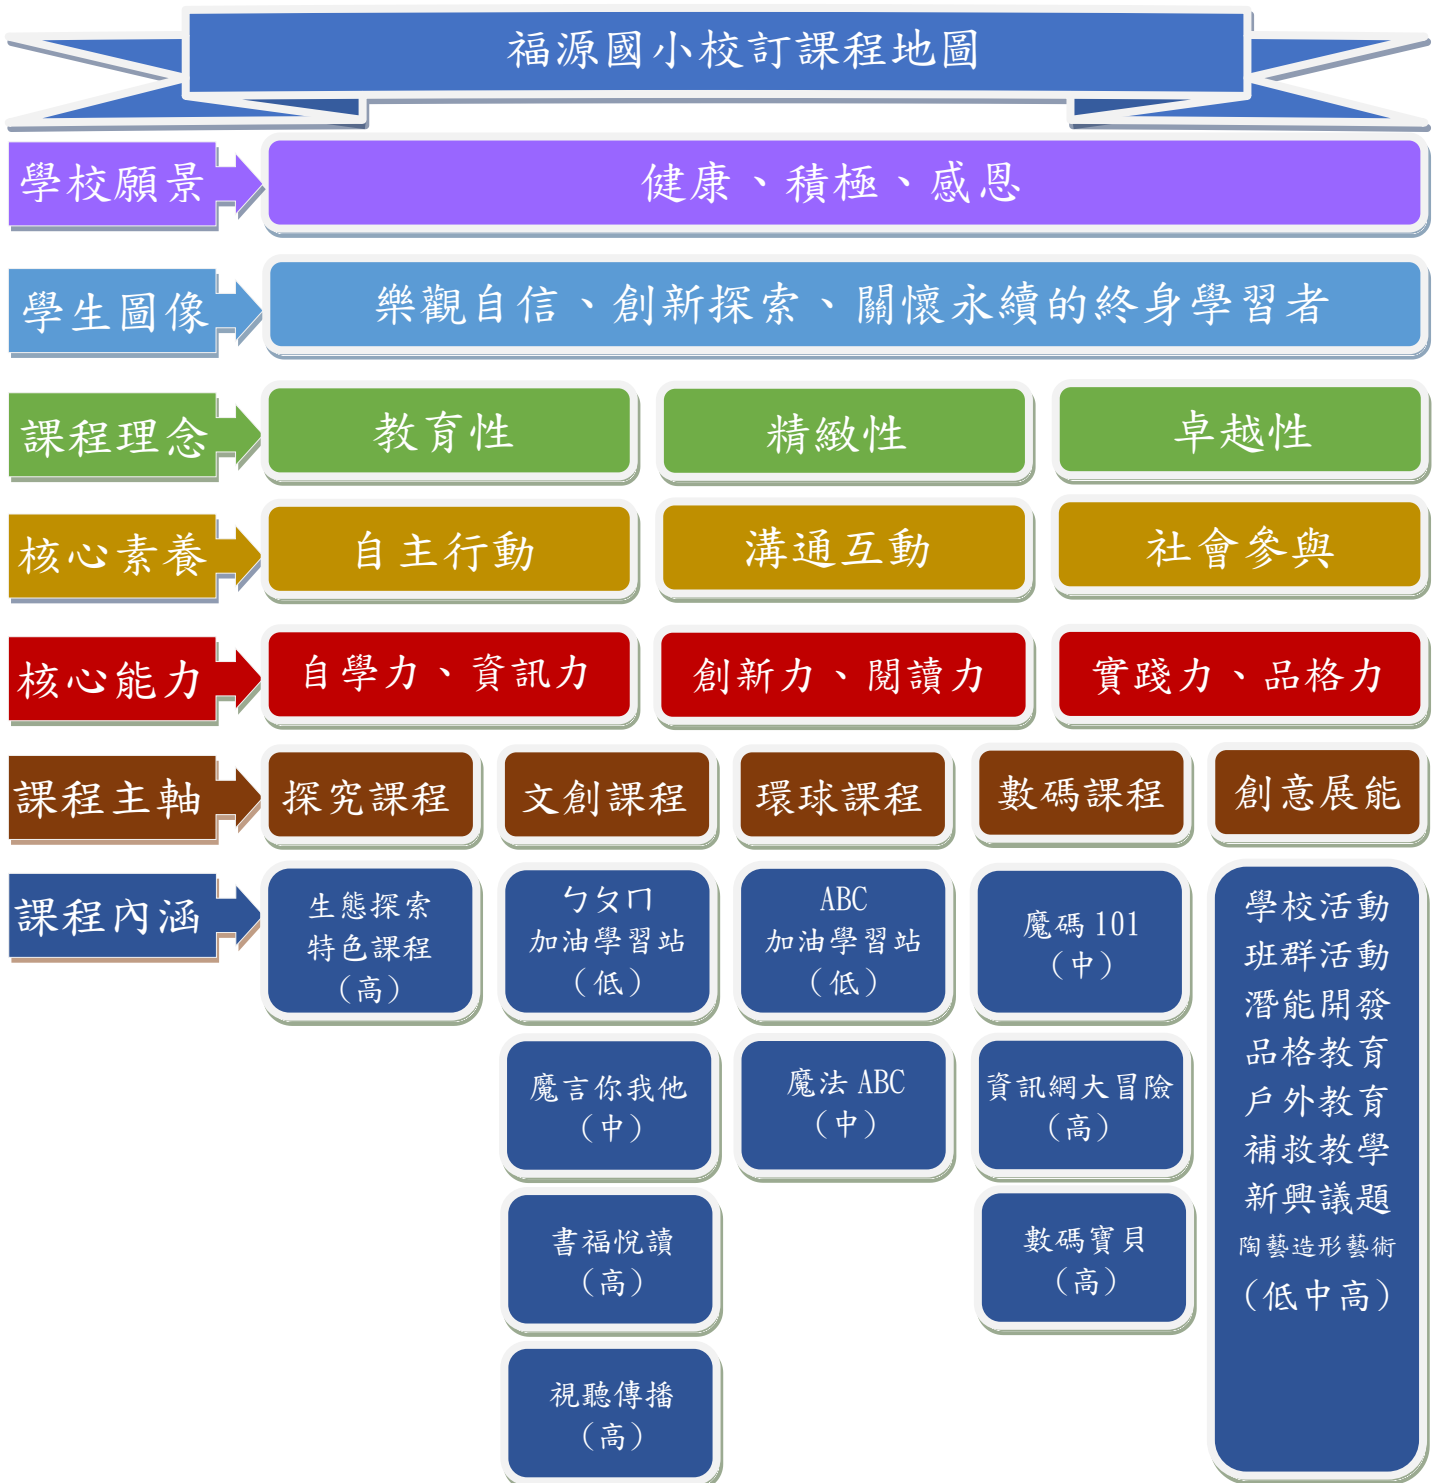 福源國小校訂課程地圖
學校願景
健康、積極、感恩
學生圖像
樂觀自信、創新探索、關懷永續的終身學習者
課程理念
教育性
精緻性
卓越性
核心素養
自主行動
溝通互動
社會參與
核心能力
自學力、資訊力
創新力、閱讀力
實踐力、品格力
課程主軸
探究課程
文創課程
環球課程
數碼課程
創意展能
課程內涵
生態探索
特色課程
（高）
ㄅㄆㄇ
加油學習站
（低）
魔言你我他
（中）
書福悅讀
（高）
視聽傳播
（高）
ABC
加油學習站
（低）
魔法 ABC
（中）
魔碼 101
（中）
資訊網大冒險
（高）
數碼寶貝
（高）
學校活動
班群活動
潛能開發
品格教育
戶外教育
補救教學
新興議題
陶藝造形藝術
（低中高）